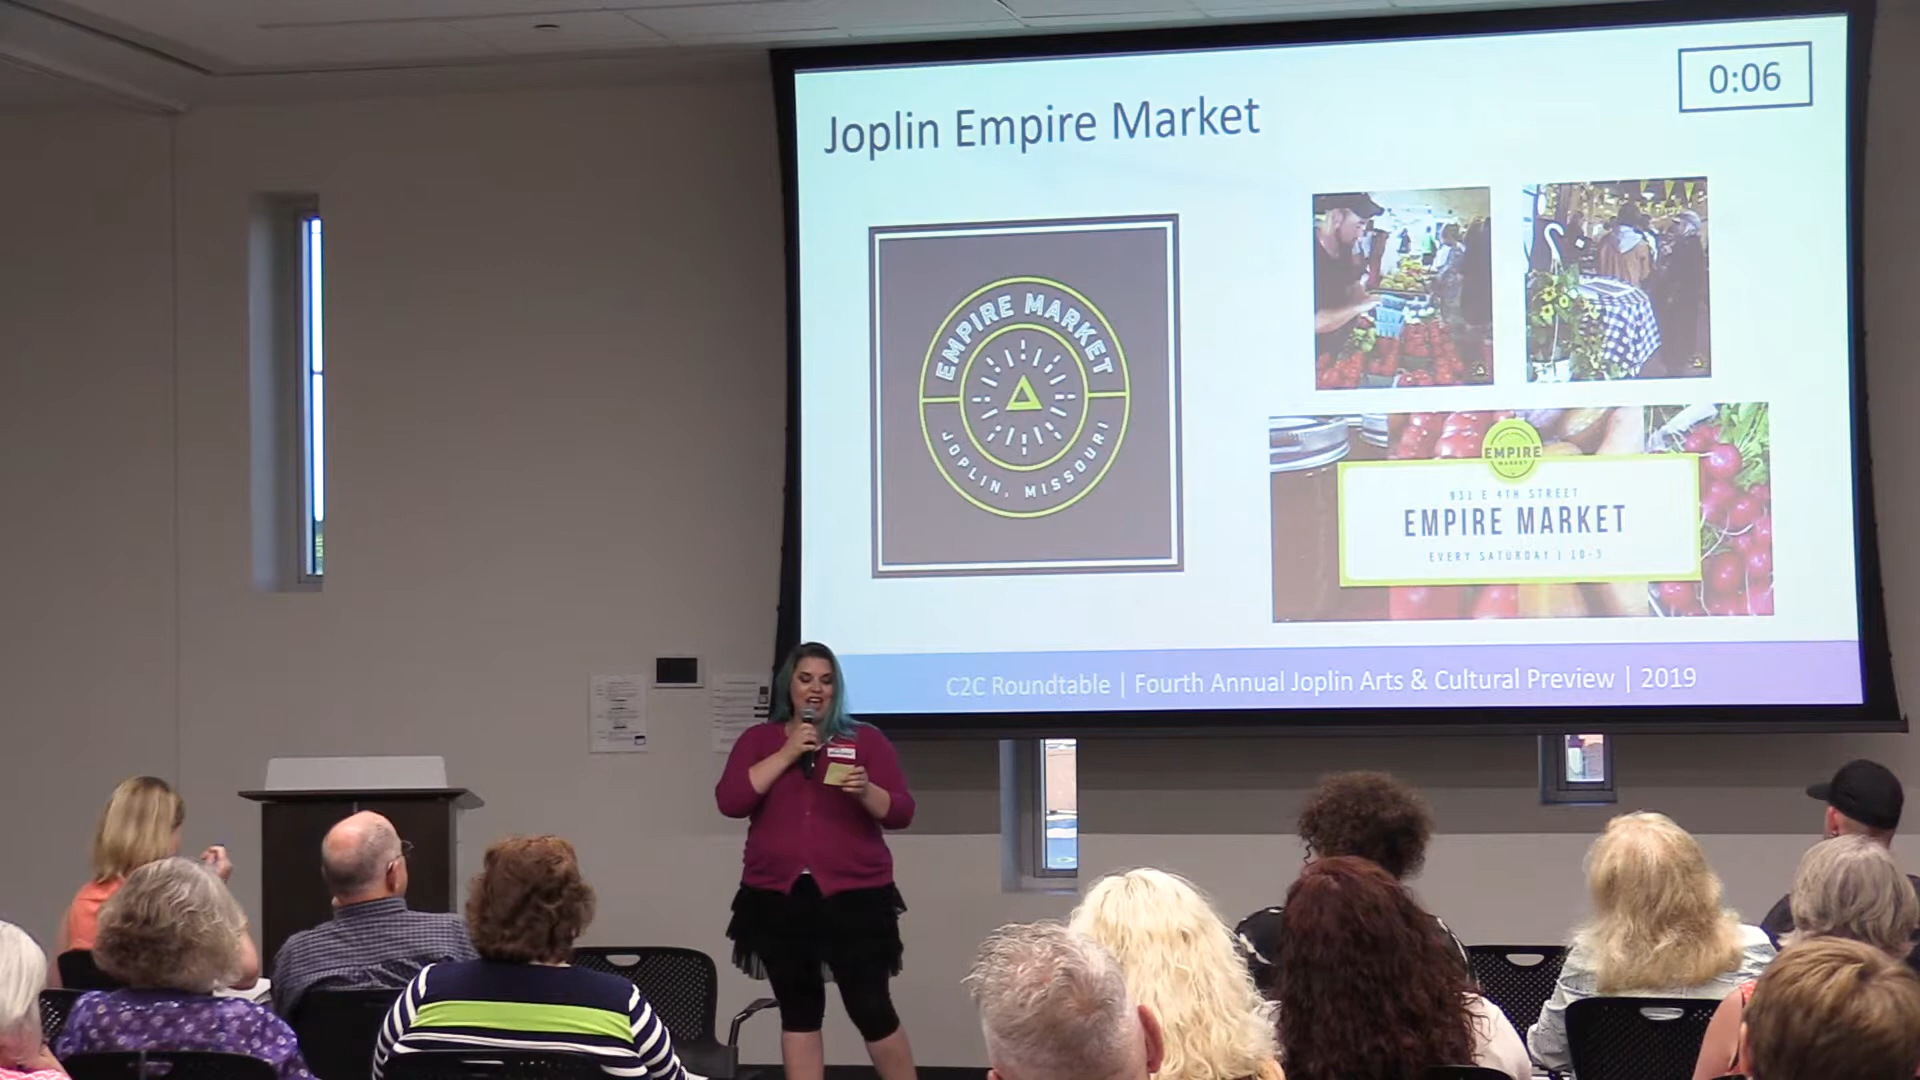 0:06
Joplin Empire Market
EMPIRE MARKET
JOPLIN, MISSOURI
EMPIRE
MARKET
931 E 4TH STREET
EMPIRE MARKET
EVERY SATURDAY | 10-3
C2C Roundtable | Fourth Annual Joplin Arts & Cultural Preview | 2019